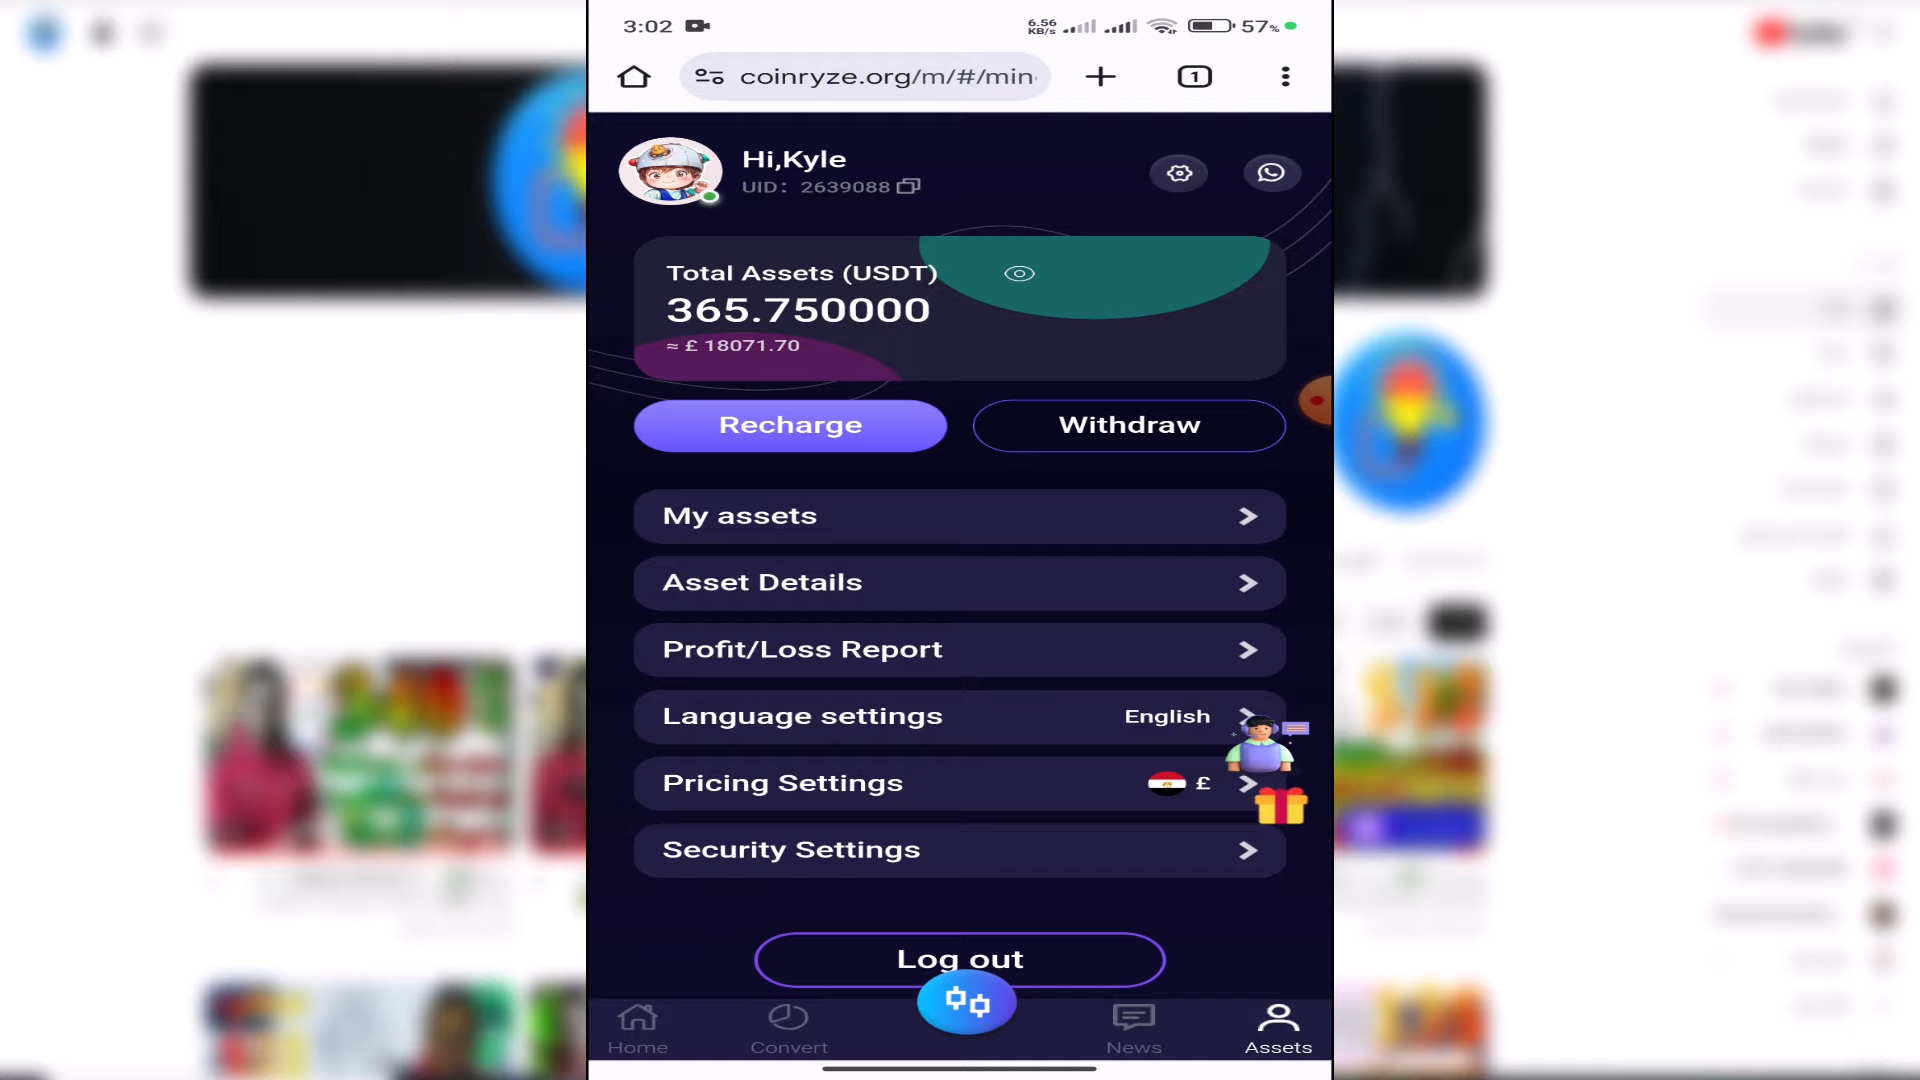 3:02
6.56
KB/s
57%
coinryze.org/m/#/min
1
Hi,Kyle
UID: 2639088
Total Assets (USDT)
365.750000
≈ £ 18071.70
Recharge
Withdraw
My assets
Asset Details
Profit/Loss Report
Language settings
English
Pricing Settings
£
Security Settings
Log out
Home
Convert
News
Assets